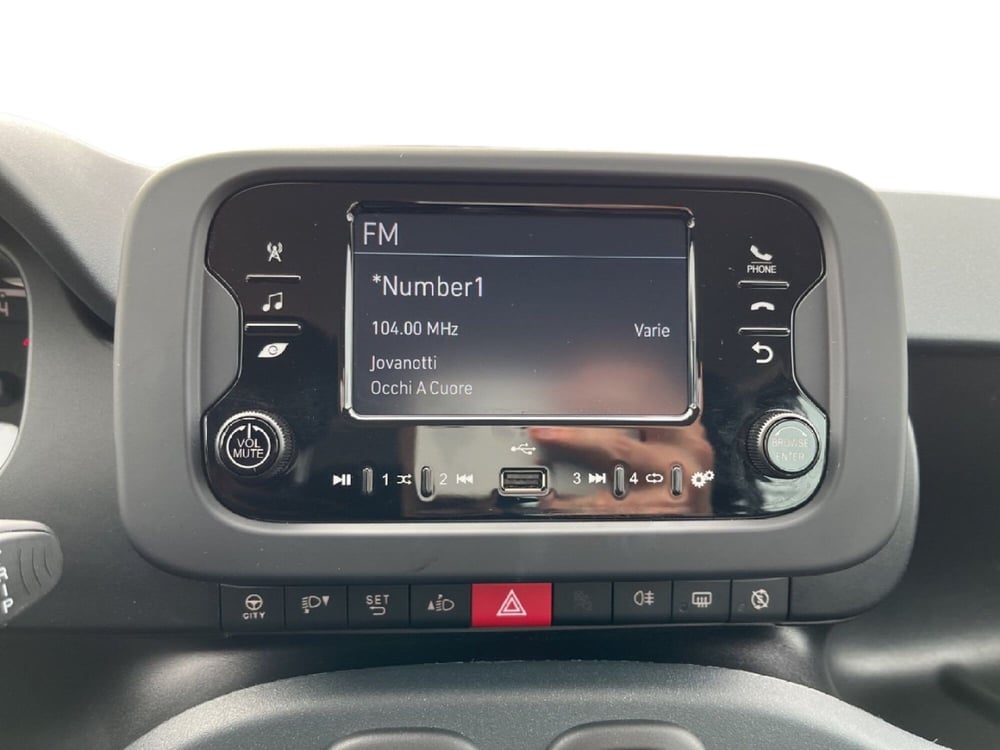 FM
*Number1
104.00 MHz Varie
Jovanotti
Occhi A Cuore
PHONE
VOL
MUTE
BROWSE
ENTER
1 2 3 4
CITY
SET
R
I
P